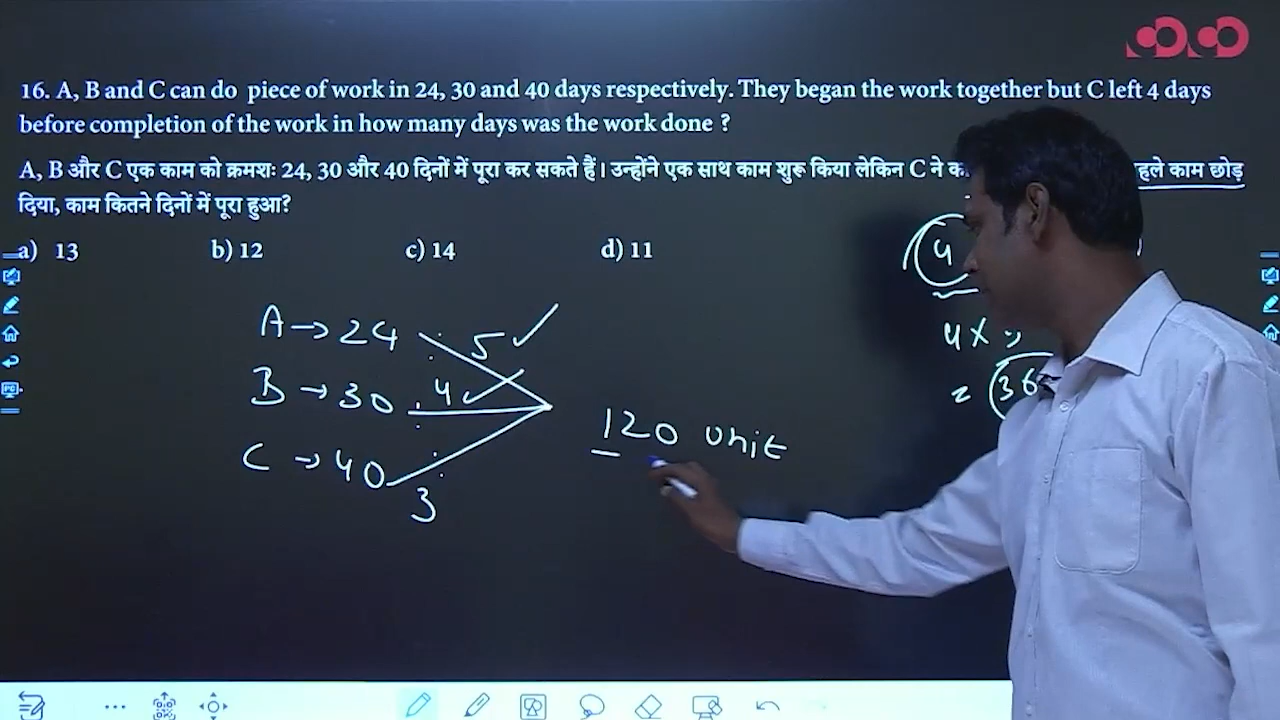 16. A, B and C can do piece of work in 24, 30 and 40 days respectively. They began the work together but C left 4 days
before completion of the work in how many days was the work done ?
A, B और C एक काम को क्रमशः 24, 30 और 40 दिनों में पूरा कर सकते हैं। उन्होंने एक साथ काम शुरू किया लेकिन C ने हले काम छोड़
दिया, काम कितने दिनों में पूरा हुआ?
a) 13 b) 12 c) 14 d) 11
4
A → 24 5 ✓
4 X
B → 30 4 ✓
= 36
120 unit
C → 40
3